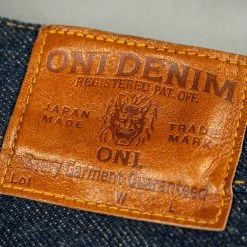 ONI DENIM
REGISTERED PAT-OFF.
JAPAN TRADE
MADE MARK
ONI
Every Garment Guaranteed
Lot W L